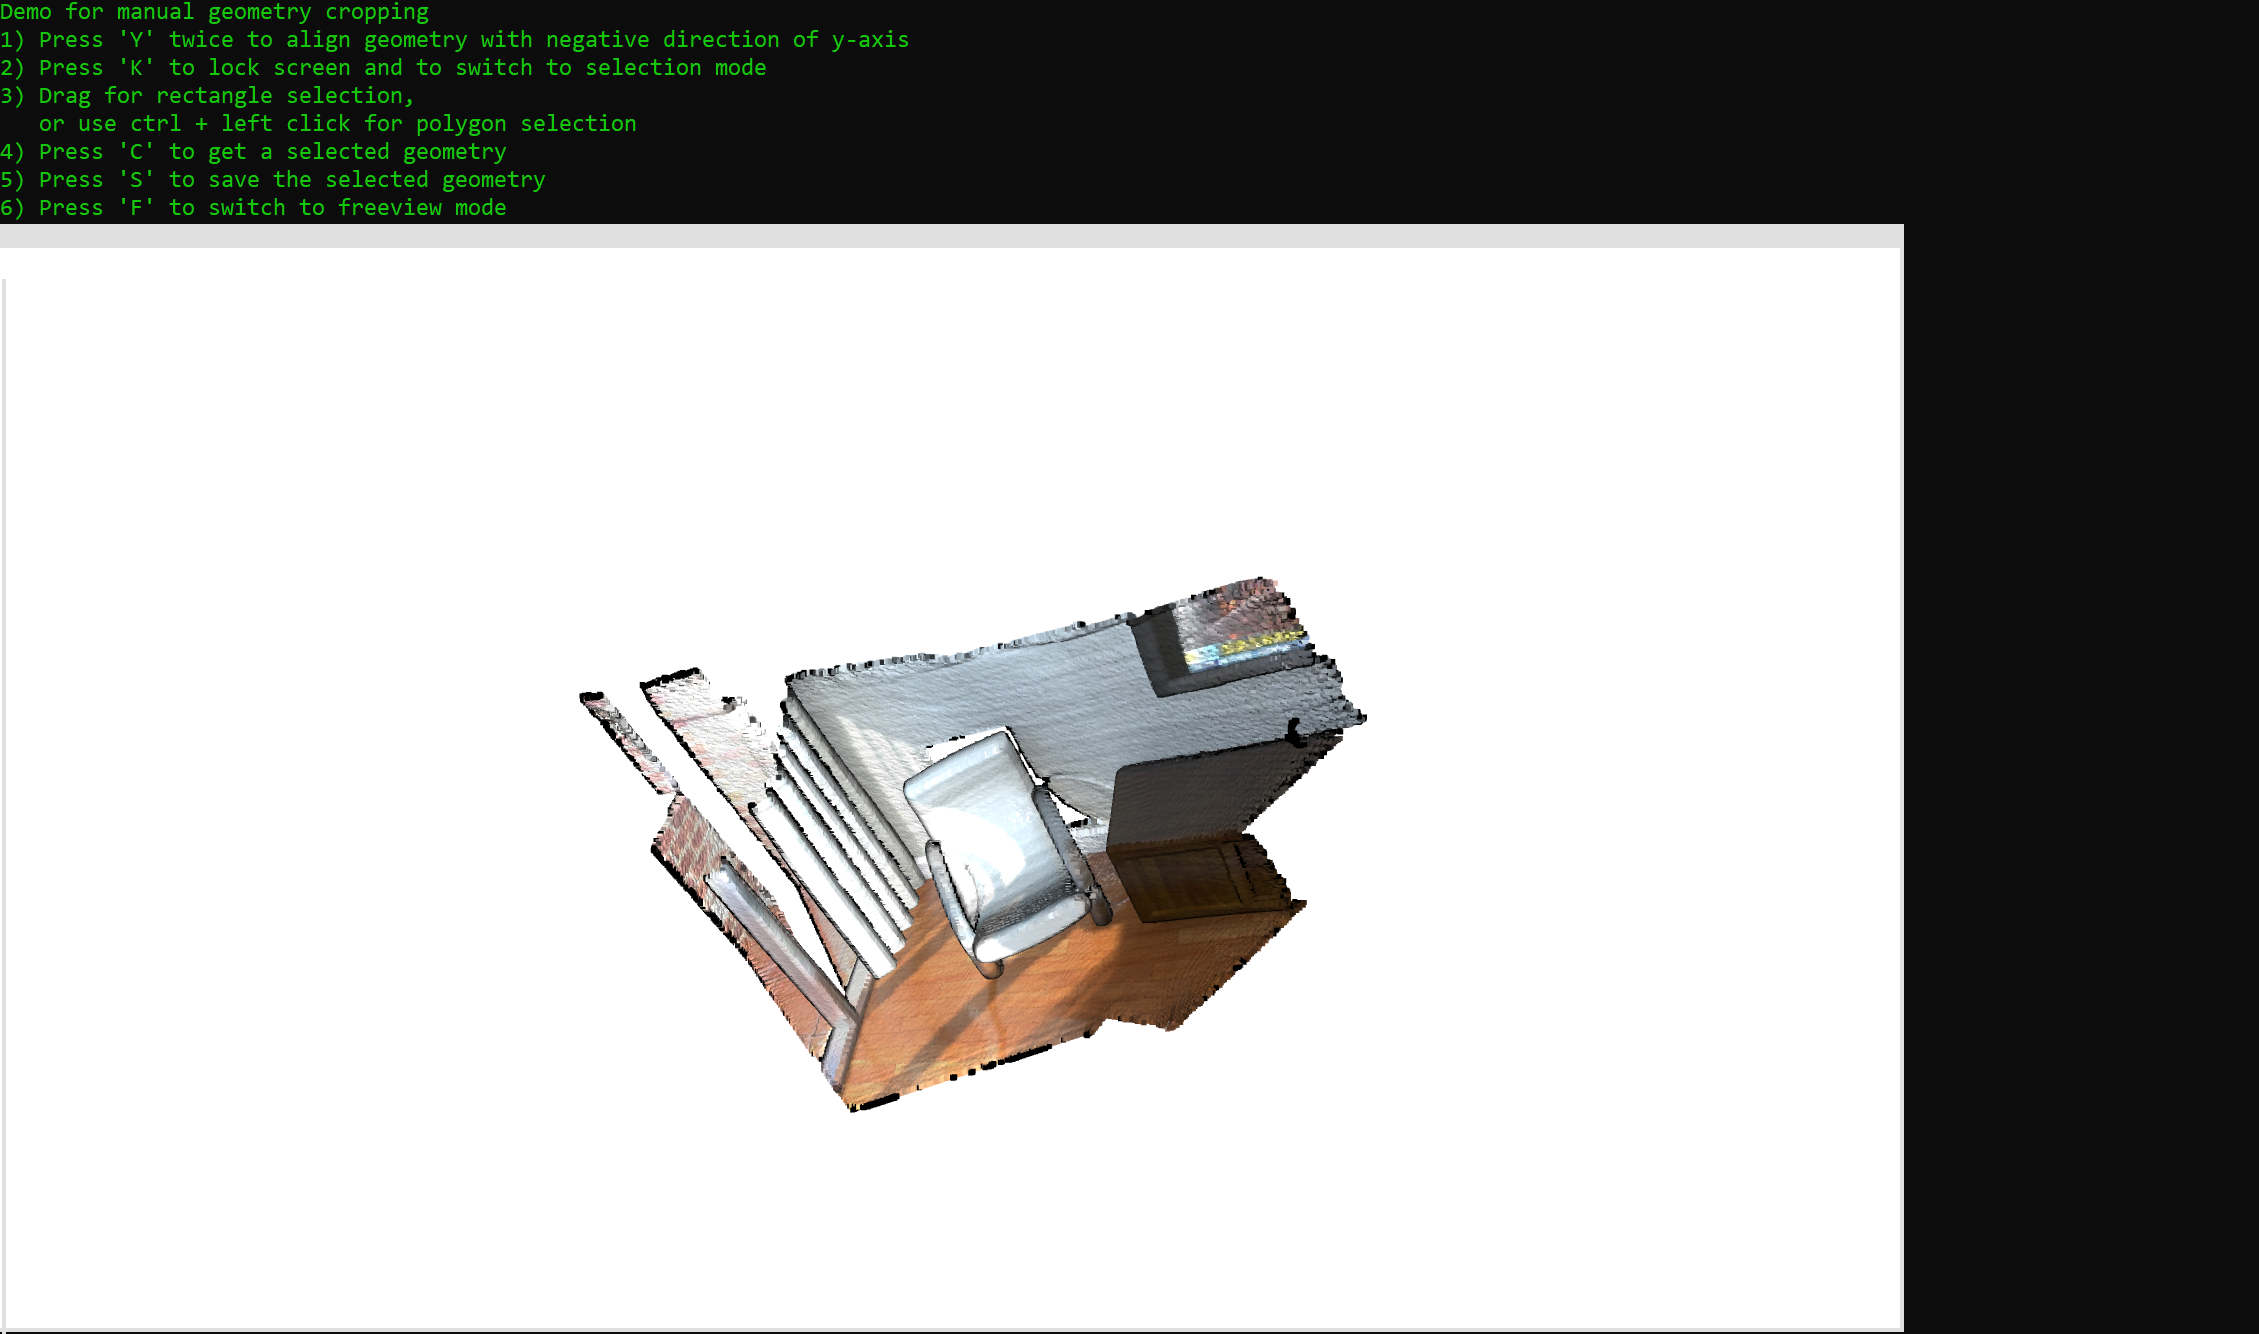 Demo for manual geometry cropping
1) Press 'Y' twice to align geometry with negative direction of y-axis
2) Press 'K' to lock screen and to switch to selection mode
3) Drag for rectangle selection,
   or use ctrl + left click for polygon selection
4) Press 'C' to get a selected geometry
5) Press 'S' to save the selected geometry
6) Press 'F' to switch to freeview mode